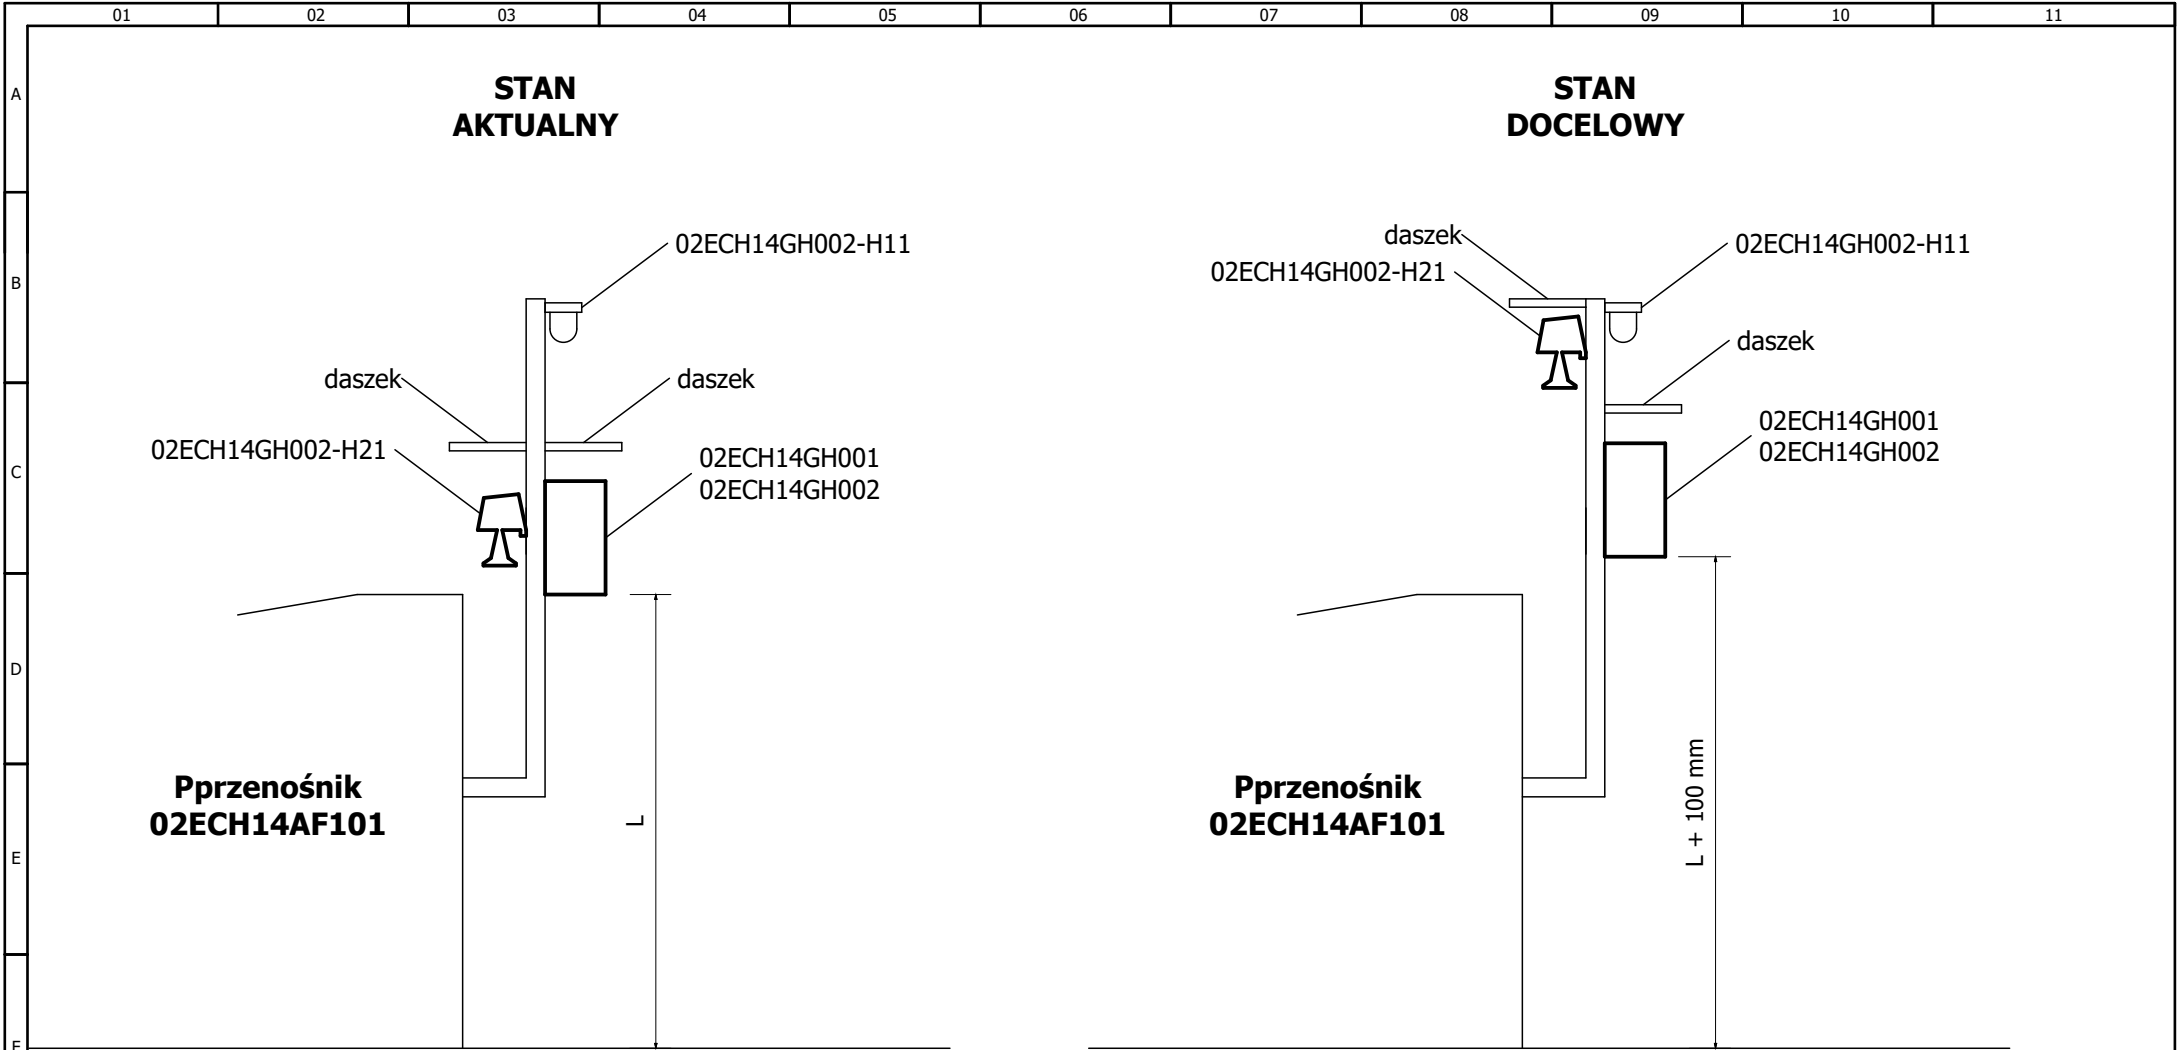 01 02 03 04 05 06 07 08 09 10 11
A
B
C
D
E
F
STAN
AKTUALNY
02ECH14GH002-H11
daszek
daszek
02ECH14GH002-H21
02ECH14GH001
02ECH14GH002
Pprzenośnik
02ECH14AF101
L
STAN
DOCELOWY
daszek
02ECH14GH002-H21
02ECH14GH002-H11
daszek
02ECH14GH001
02ECH14GH002
Pprzenośnik
02ECH14AF101
L + 100 mm